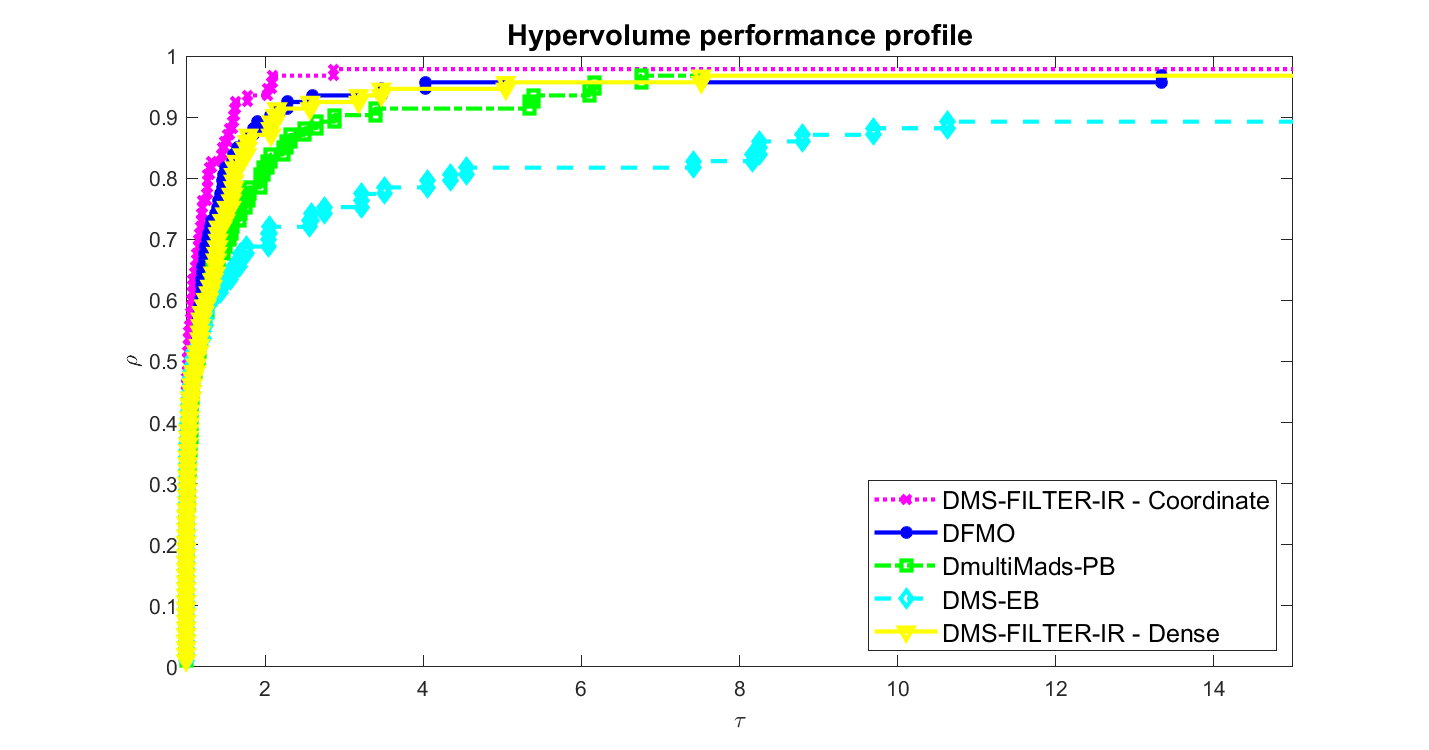 Hypervolume performance profile
1
0.9
0.8
0.7
0.6
0.5
0.4
0.3
0.2
0.1
0
ρ
2 4 6 8 10 12 14
τ
DMS-FILTER-IR - Coordinate
DFMO
DmultiMads-PB
DMS-EB
DMS-FILTER-IR - Dense